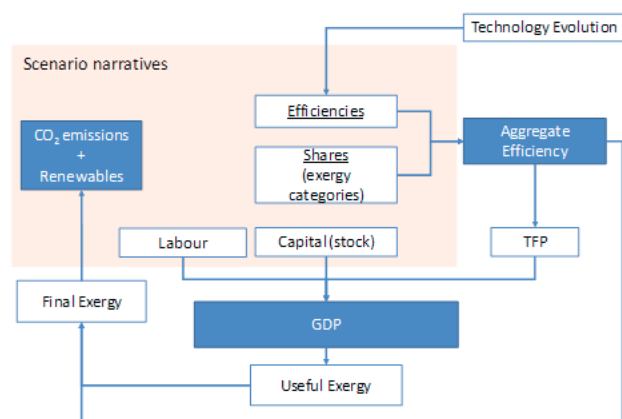 Technology Evolution
Scenario narratives
Efficiencies
CO₂ emissions
+
Renewables
Aggregate
Efficiency
Shares
(exergy
categories)
Labour
Capital (stock)
TFP
Final Exergy
GDP
Useful Exergy